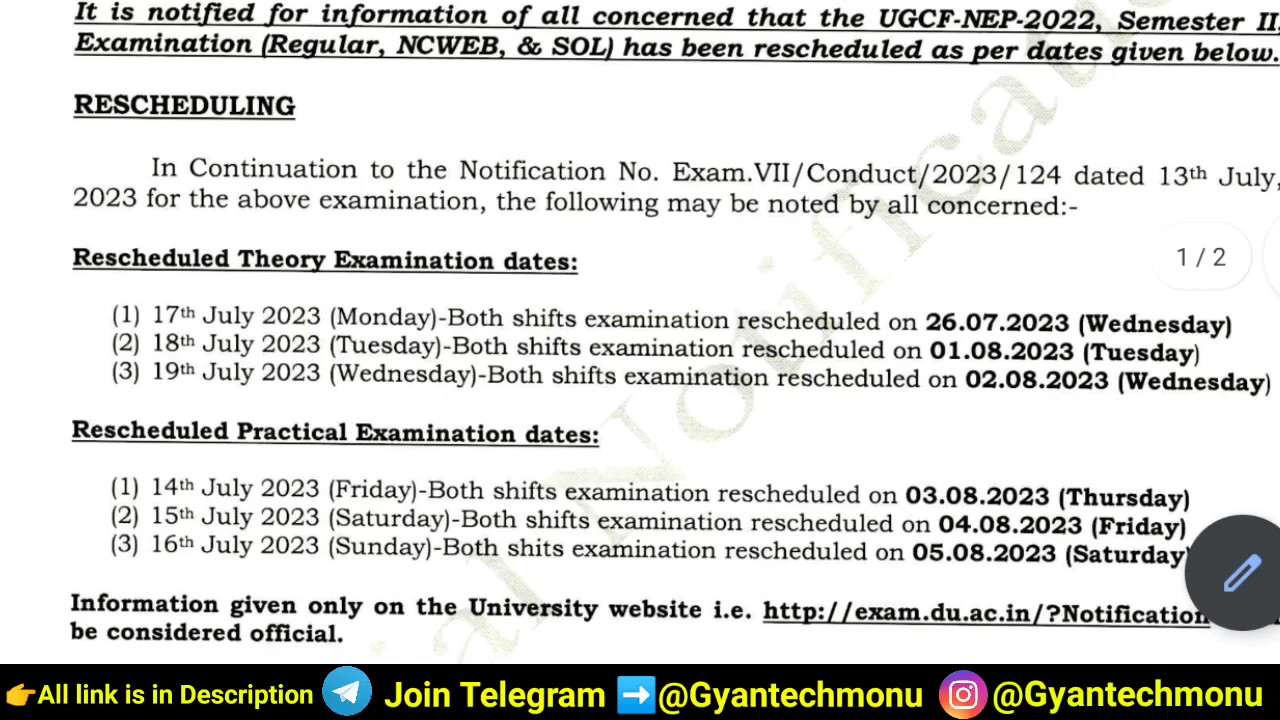 It is notified for information of all concerned that the UGCF-NEP-2022, Semester II,
Examination (Regular, NCWEB, & SOL) has been rescheduled as per dates given below.
RESCHEDULING
In Continuation to the Notification No. Exam.VII/Conduct/2023/124 dated 13th July,
2023 for the above examination, the following may be noted by all concerned:-
1 / 2
Rescheduled Theory Examination dates:
(1) 17th July 2023 (Monday)-Both shifts examination rescheduled on 26.07.2023 (Wednesday)
(2) 18th July 2023 (Tuesday)-Both shifts examination rescheduled on 01.08.2023 (Tuesday)
(3) 19th July 2023 (Wednesday)-Both shifts examination rescheduled on 02.08.2023 (Wednesday)
Rescheduled Practical Examination dates:
(1) 14th July 2023 (Friday)-Both shifts examination rescheduled on 03.08.2023 (Thursday)
(2) 15th July 2023 (Saturday)-Both shifts examination rescheduled on 04.08.2023 (Friday)
(3) 16th July 2023 (Sunday)-Both shits examination rescheduled on 05.08.2023 (Saturday)
Information given only on the University website i.e. http://exam.du.ac.in/?Notification
be considered official.
All link is in Description Join Telegram @Gyantechmonu @Gyantechmonu